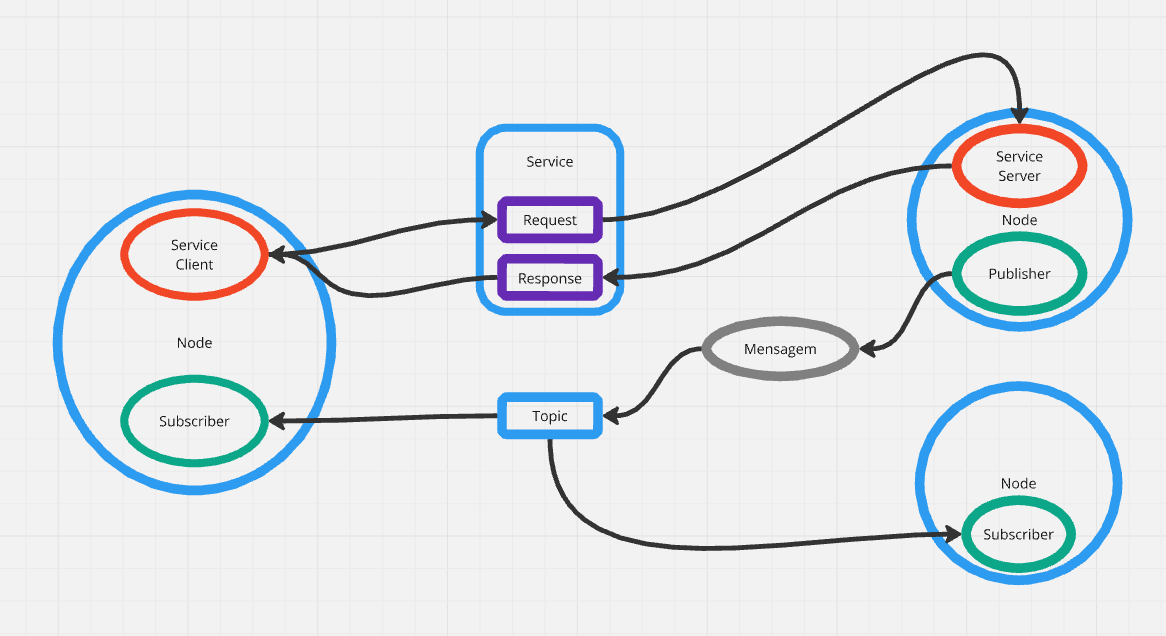 Service
Request
Response
Service
Client
Node
Subscriber
Topic
Mensagem
Service
Server
Node
Publisher
Node
Subscriber